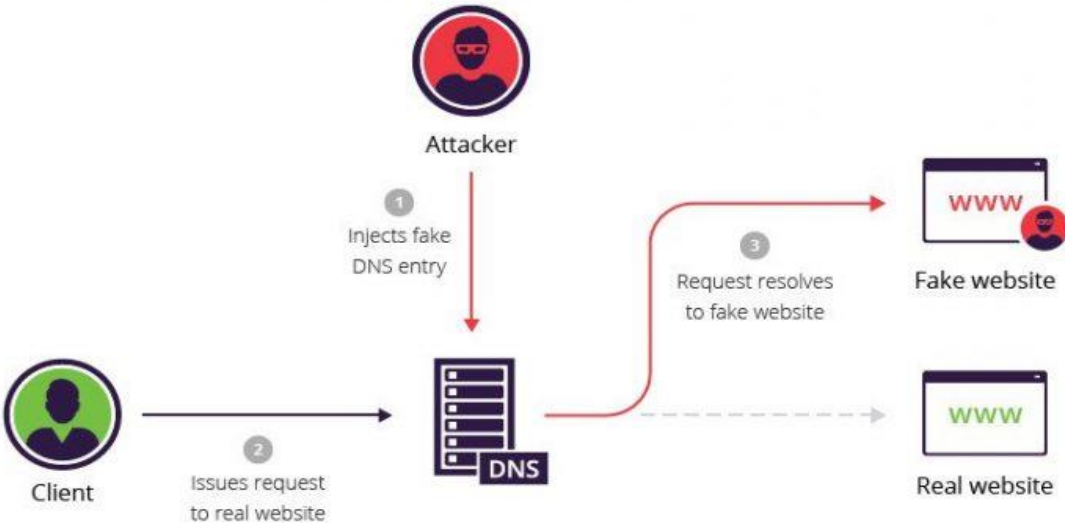 Attacker
1
Injects fake
DNS entry
www
3
Request resolves
to fake website
Fake website
www
DNS
Client
2
Issues request
to real website
Real website